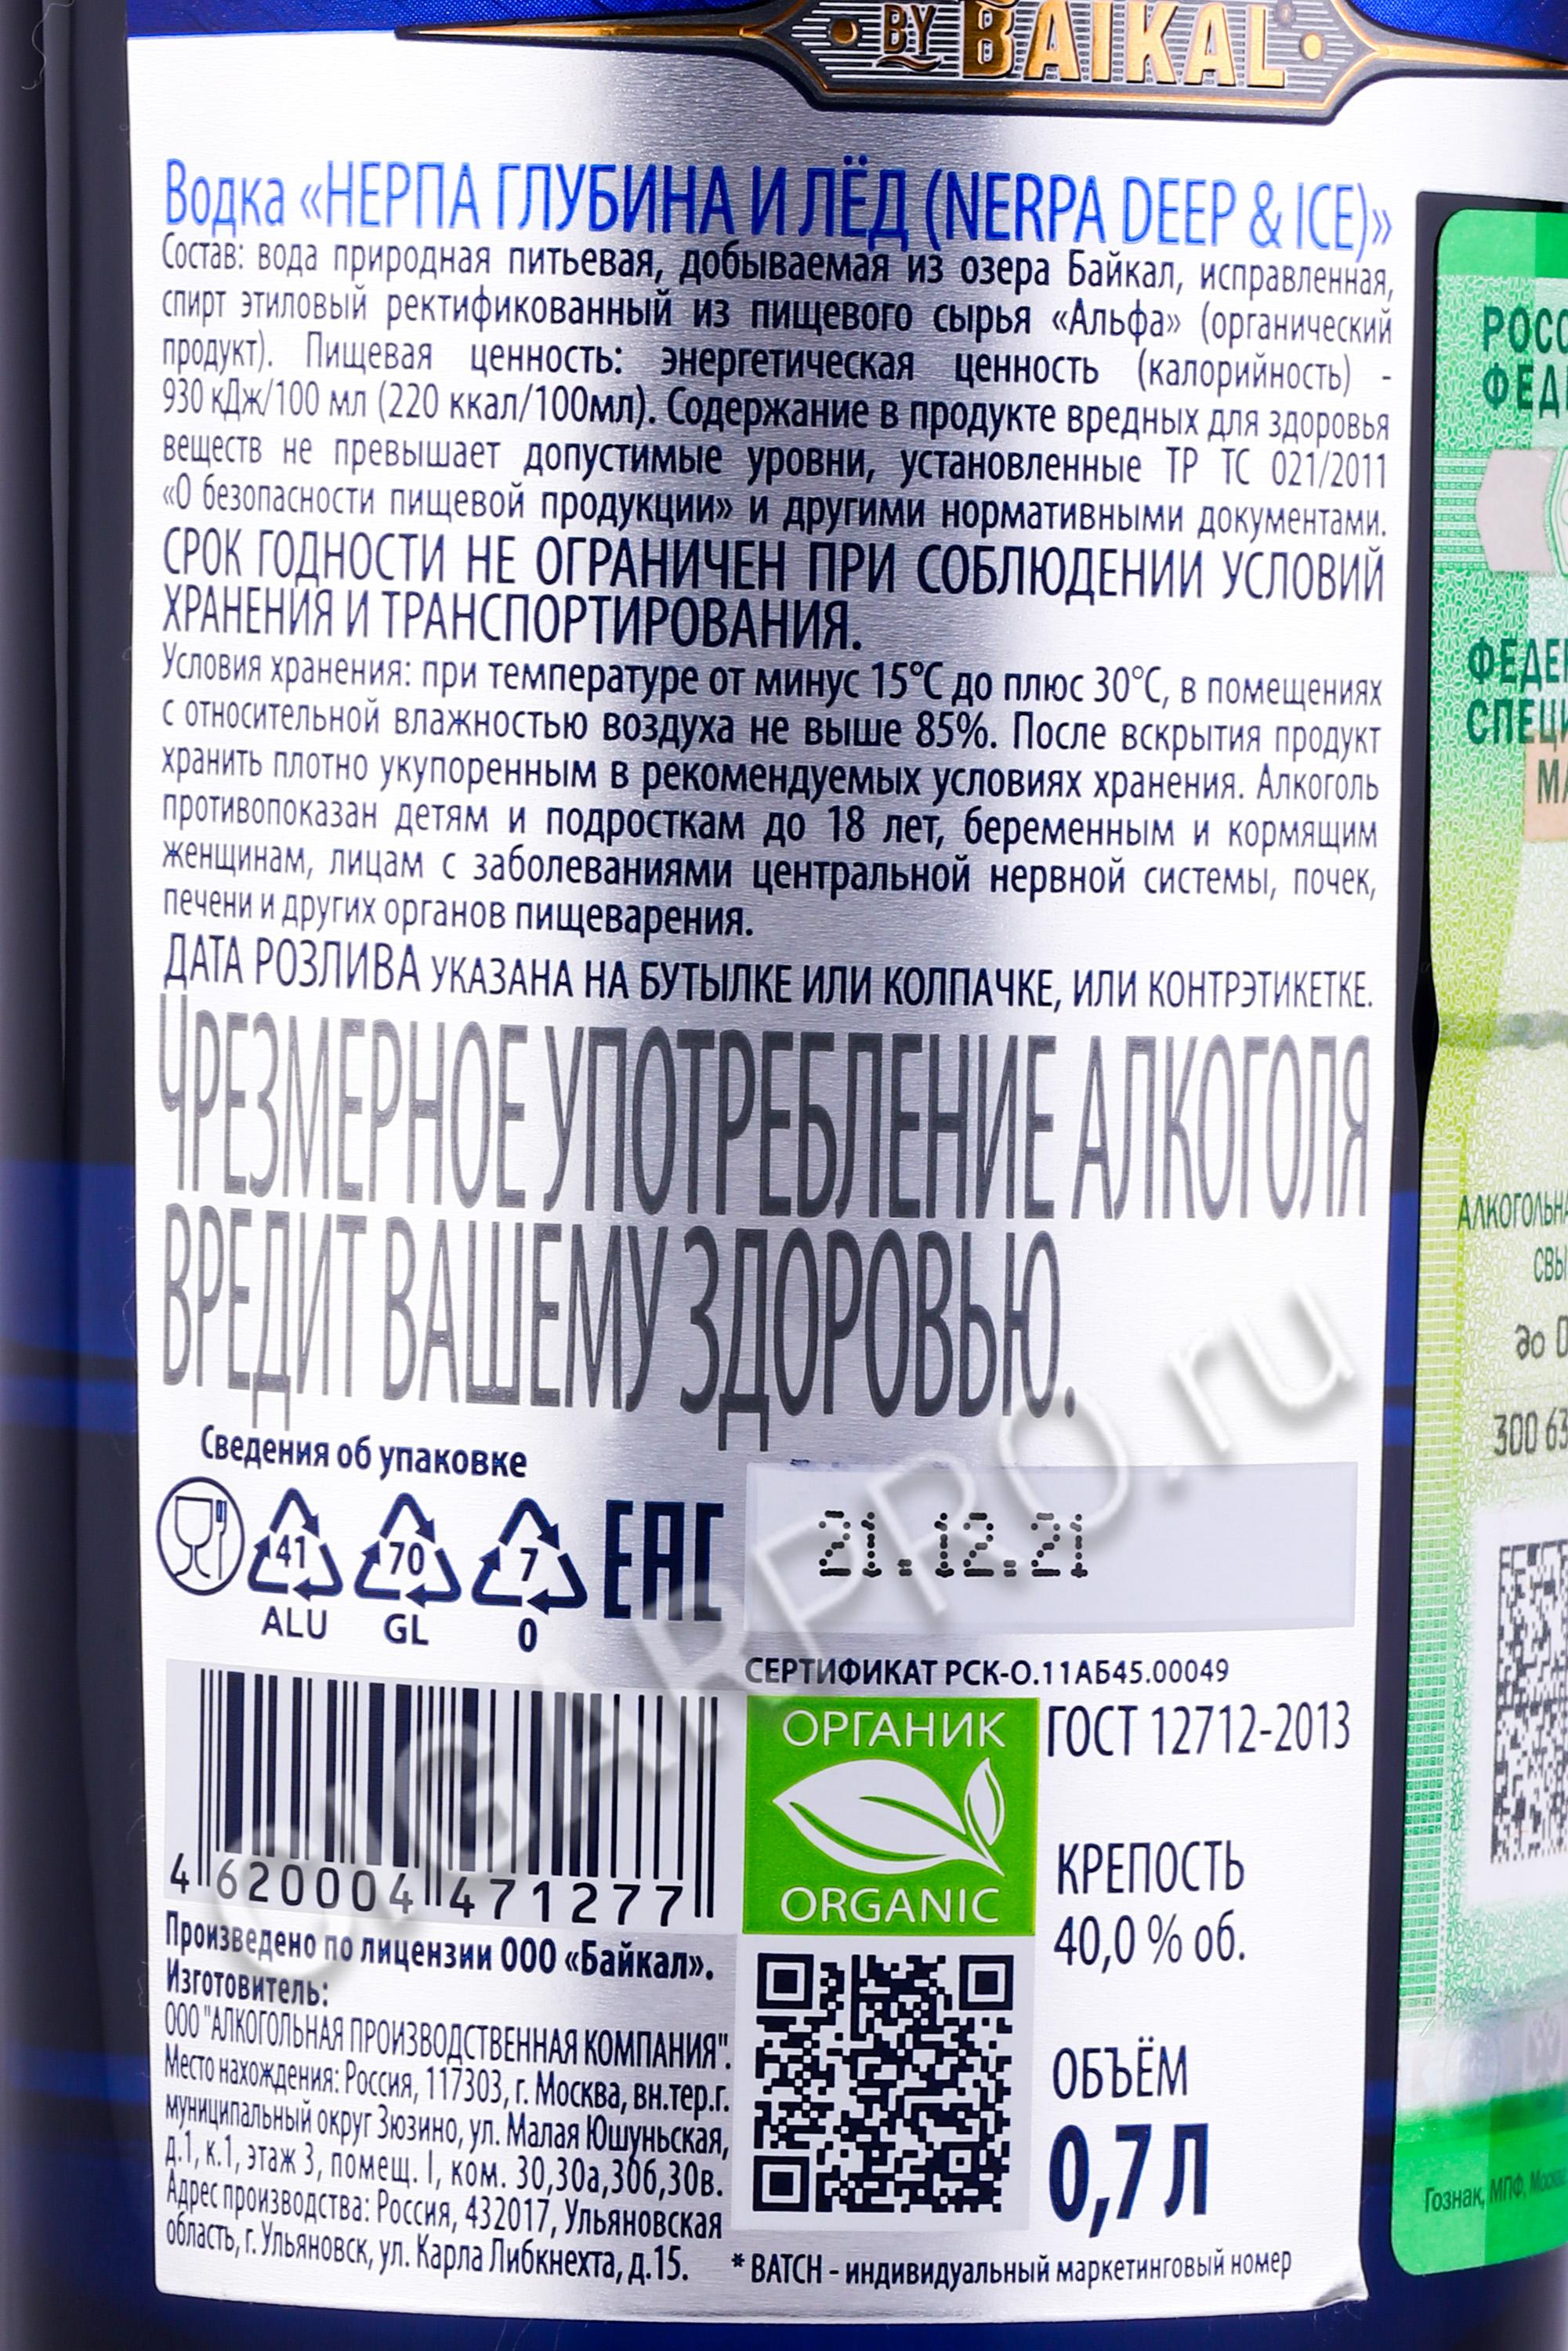 BY BAIKAL
Водка «НЕРПА ГЛУБИНА И ЛЁД (NERPA DEEP & ICE)»
Состав: вода природная питьевая, добываемая из озера Байкал, исправленная,
спирт этиловый ректификованный из пищевого сырья «Альфа» (органический
продукт). Пищевая ценность: энергетическая ценность (калорийность) -
930 кДж/100 мл (220 ккал/100мл). Содержание в продукте вредных для здоровья
веществ не превышает допустимые уровни, установленные ТР ТС 021/2011
«О безопасности пищевой продукции» и другими нормативными документами.
СРОК ГОДНОСТИ НЕ ОГРАНИЧЕН ПРИ СОБЛЮДЕНИИ УСЛОВИЙ
ХРАНЕНИЯ И ТРАНСПОРТИРОВАНИЯ.
Условия хранения: при температуре от минус 15°С до плюс 30°С, в помещениях
с относительной влажностью воздуха не выше 85%. После вскрытия продукт
хранить плотно укупоренным в рекомендуемых условиях хранения. Алкоголь
противопоказан детям и подросткам до 18 лет, беременным и кормящим
женщинам, лицам с заболеваниями центральной нервной системы, почек,
печени и других органов пищеварения.
ДАТА РОЗЛИВА УКАЗАНА НА БУТЫЛКЕ ИЛИ КОЛПАЧКЕ, ИЛИ КОНТРЭТИКЕТКЕ.
ЧРЕЗМЕРНОЕ УПОТРЕБЛЕНИЕ АЛКОГОЛЯ
ВРЕДИТ ВАШЕМУ ЗДОРОВЬЮ.
Сведения об упаковке
41 70 7 EAC
ALU GL 0
21.12.21
СЕРТИФИКАТ РСК-О.11АБ45.00049
ОРГАНИК
ORGANIC
ГОСТ 12712-2013
КРЕПОСТЬ
40,0 % об.
ОБЪЁМ
0,7 Л
4 620004 471277
Произведено по лицензии ООО «Байкал».
Изготовитель:
ООО "АЛКОГОЛЬНАЯ ПРОИЗВОДСТВЕННАЯ КОМПАНИЯ".
Место нахождения: Россия, 117303, г. Москва, вн.тер.г.
муниципальный округ Зюзино, ул. Малая Юшуньская,
д.1, к.1, этаж 3, помещ. I, ком. 30,30а,30б,30в.
Адрес производства: Россия, 432017, Ульяновская
область, г. Ульяновск, ул. Карла Либкнехта, д.15.
* BATCH - индивидуальный маркетинговый номер
CIGARPRO.ru
до
300 63
Гознак, МПФ,